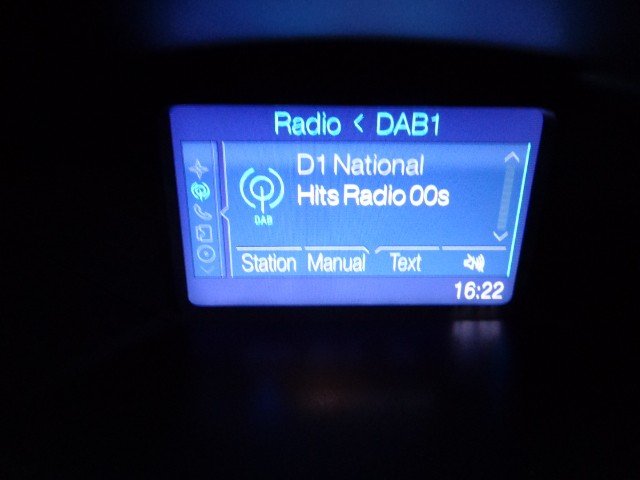 Radio < DAB1
D1 National
Hits Radio 00s
DAB
Station Manual Text
16:22